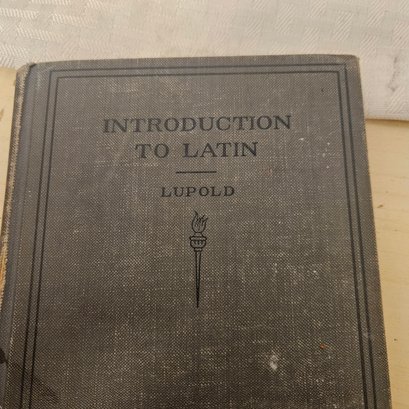 INTRODUCTION
TO LATIN
LUPOLD